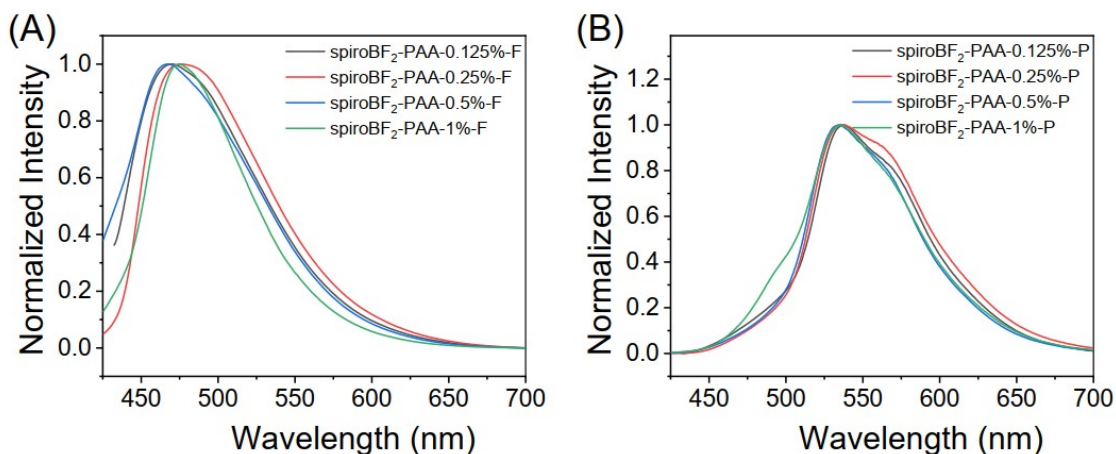 (A)
spiroBF₂-PAA-0.125%-F
spiroBF₂-PAA-0.25%-F
spiroBF₂-PAA-0.5%-F
spiroBF₂-PAA-1%-F
Normalized Intensity
1.0
0.8
0.6
0.4
0.2
0.0
450 500 550 600 650 700
Wavelength (nm)
(B)
spiroBF₂-PAA-0.125%-P
spiroBF₂-PAA-0.25%-P
spiroBF₂-PAA-0.5%-P
spiroBF₂-PAA-1%-P
Normalized Intensity
1.2
1.0
0.8
0.6
0.4
0.2
0.0
450 500 550 600 650 700
Wavelength (nm)